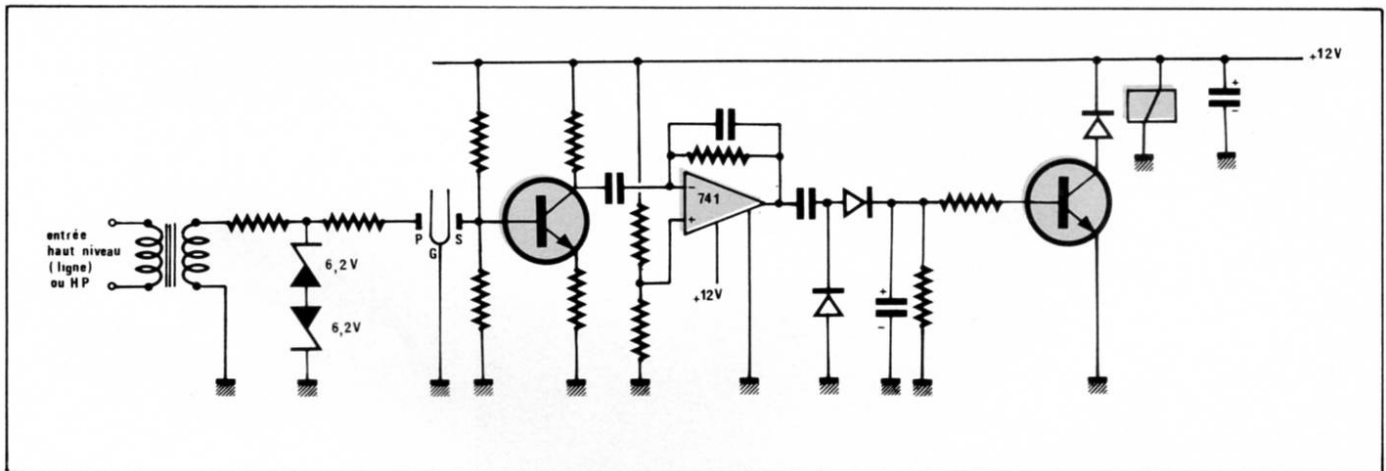 +12V
entrée
haut niveau
(ligne)
ou HP
6,2V
6,2V
P
G
S
741
−
+
+12V
+
−
+
−